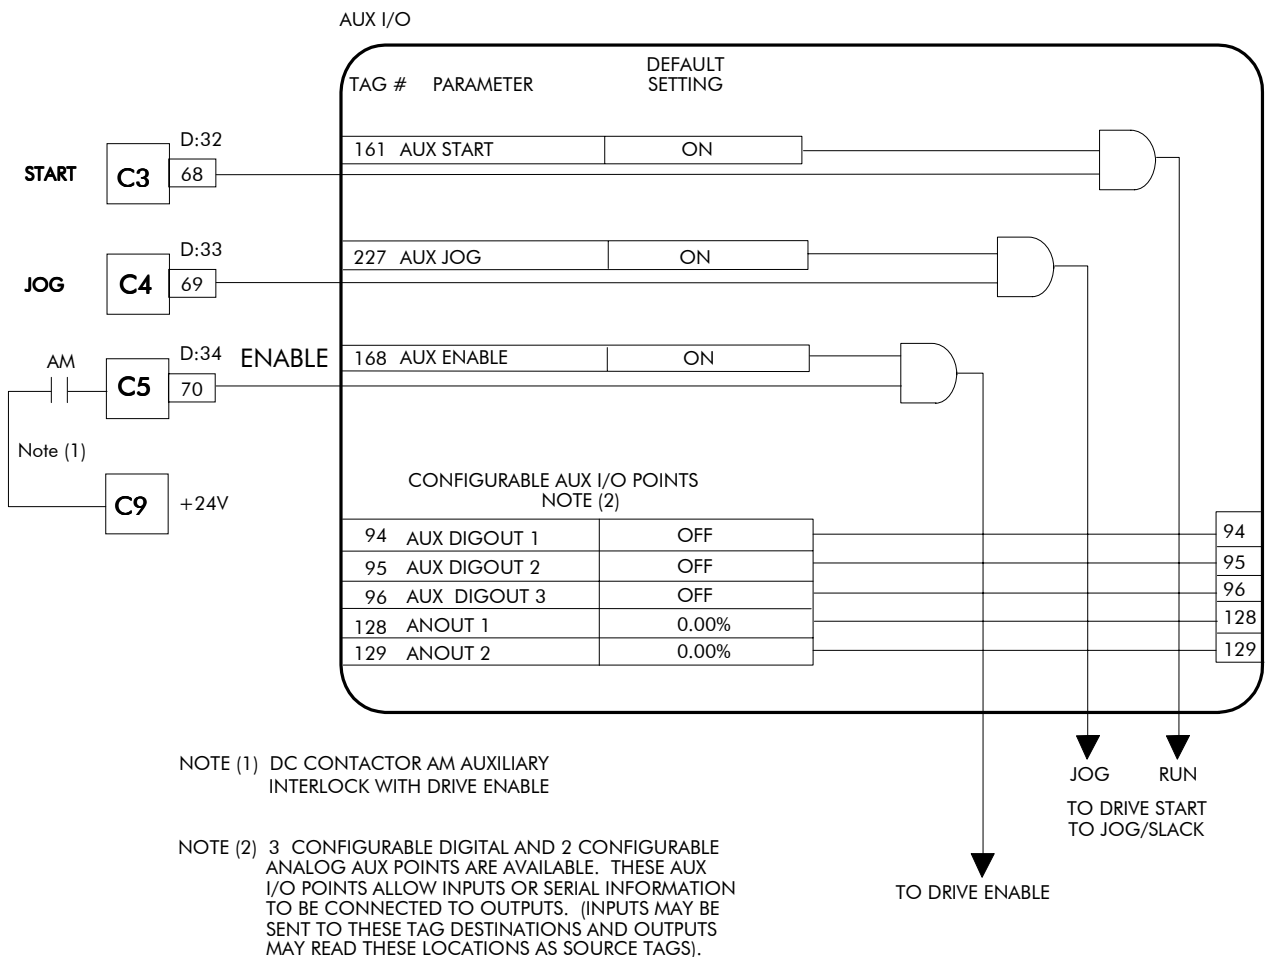 AUX I/O
DEFAULT
SETTING
TAG # PARAMETER
D:32
161 AUX START ON
START C3 68
D:33
227 AUX JOG ON
JOG C4 69
AM
D:34 ENABLE 168 AUX ENABLE ON
C5 70
Note (1)
C9 +24V
CONFIGURABLE AUX I/O POINTS
NOTE (2)
94 AUX DIGOUT 1 OFF 94
95 AUX DIGOUT 2 OFF 95
96 AUX DIGOUT 3 OFF 96
128 ANOUT 1 0.00% 128
129 ANOUT 2 0.00% 129
NOTE (1) DC CONTACTOR AM AUXILIARY
INTERLOCK WITH DRIVE ENABLE
JOG RUN
TO DRIVE START
TO JOG/SLACK
NOTE (2) 3 CONFIGURABLE DIGITAL AND 2 CONFIGURABLE
ANALOG AUX POINTS ARE AVAILABLE. THESE AUX
I/O POINTS ALLOW INPUTS OR SERIAL INFORMATION
TO BE CONNECTED TO OUTPUTS. (INPUTS MAY BE
SENT TO THESE TAG DESTINATIONS AND OUTPUTS
MAY READ THESE LOCATIONS AS SOURCE TAGS).
TO DRIVE ENABLE